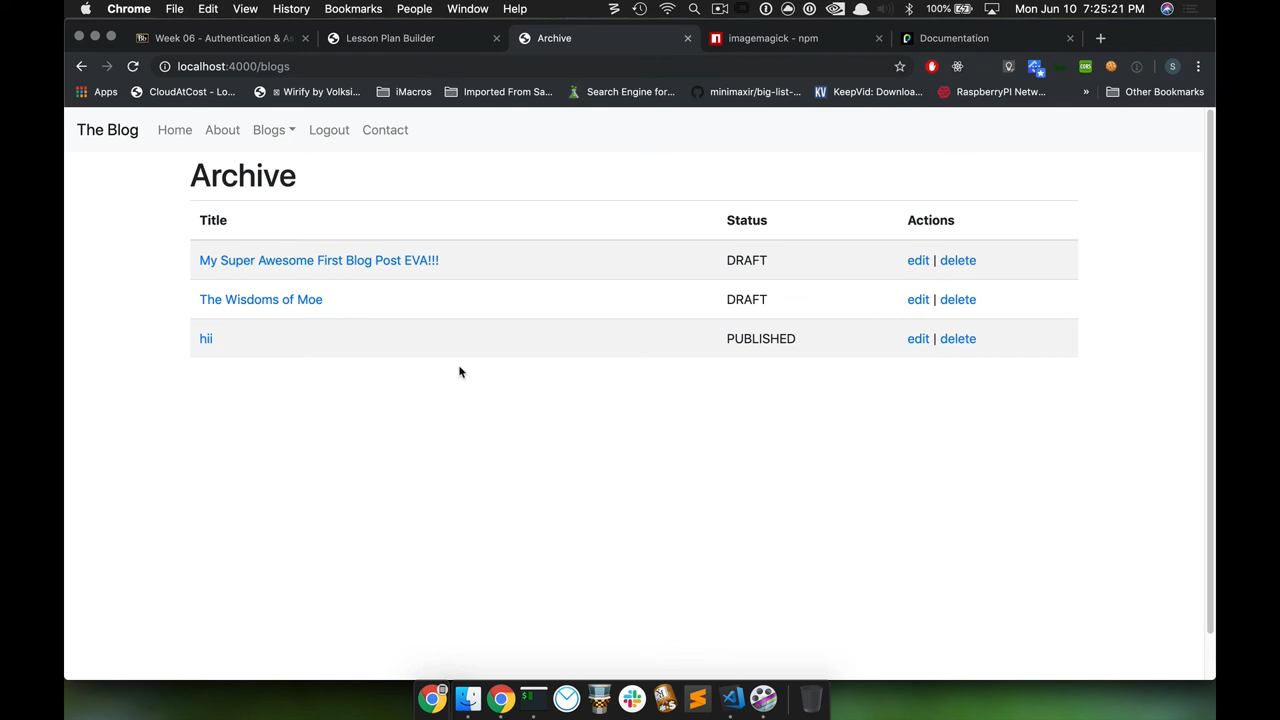 Chrome File Edit View History Bookmarks People Window Help 100% Mon Jun 10 7:25:21 PM
Week 06 - Authentication & As
Lesson Plan Builder
Archive
imagemagick - npm
Documentation
localhost:4000/blogs
Apps CloudAtCost - Lo... Wirify by Volksi... iMacros Imported From Sa... Search Engine for... minimaxir/big-list-... KeepVid: Downloa... RaspberryPI Netw... » Other Bookmarks
The Blog Home About Blogs Logout Contact
Archive
Title Status Actions
My Super Awesome First Blog Post EVA!!! DRAFT edit | delete
The Wisdoms of Moe DRAFT edit | delete
hii PUBLISHED edit | delete